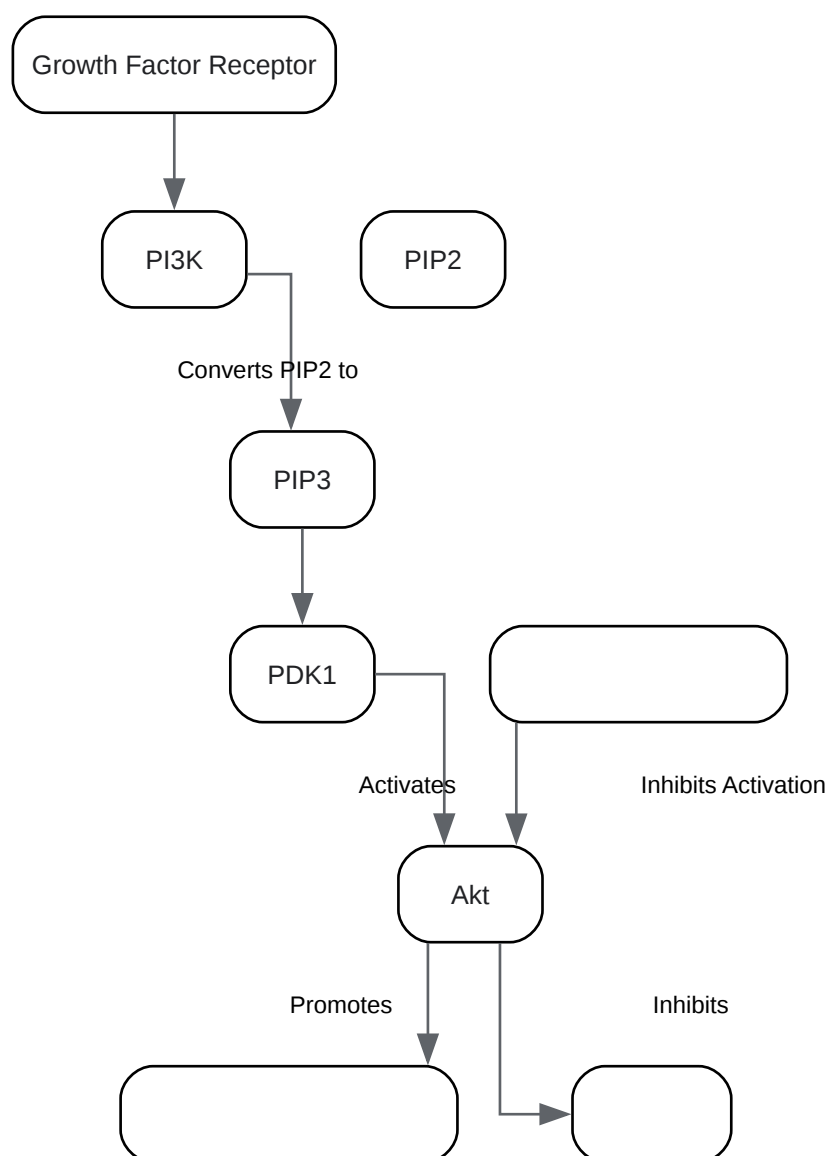 Growth Factor Receptor
PI3K
PIP2
Converts PIP2 to
PIP3
PDK1
Activates
Inhibits Activation
Akt
Promotes
Inhibits